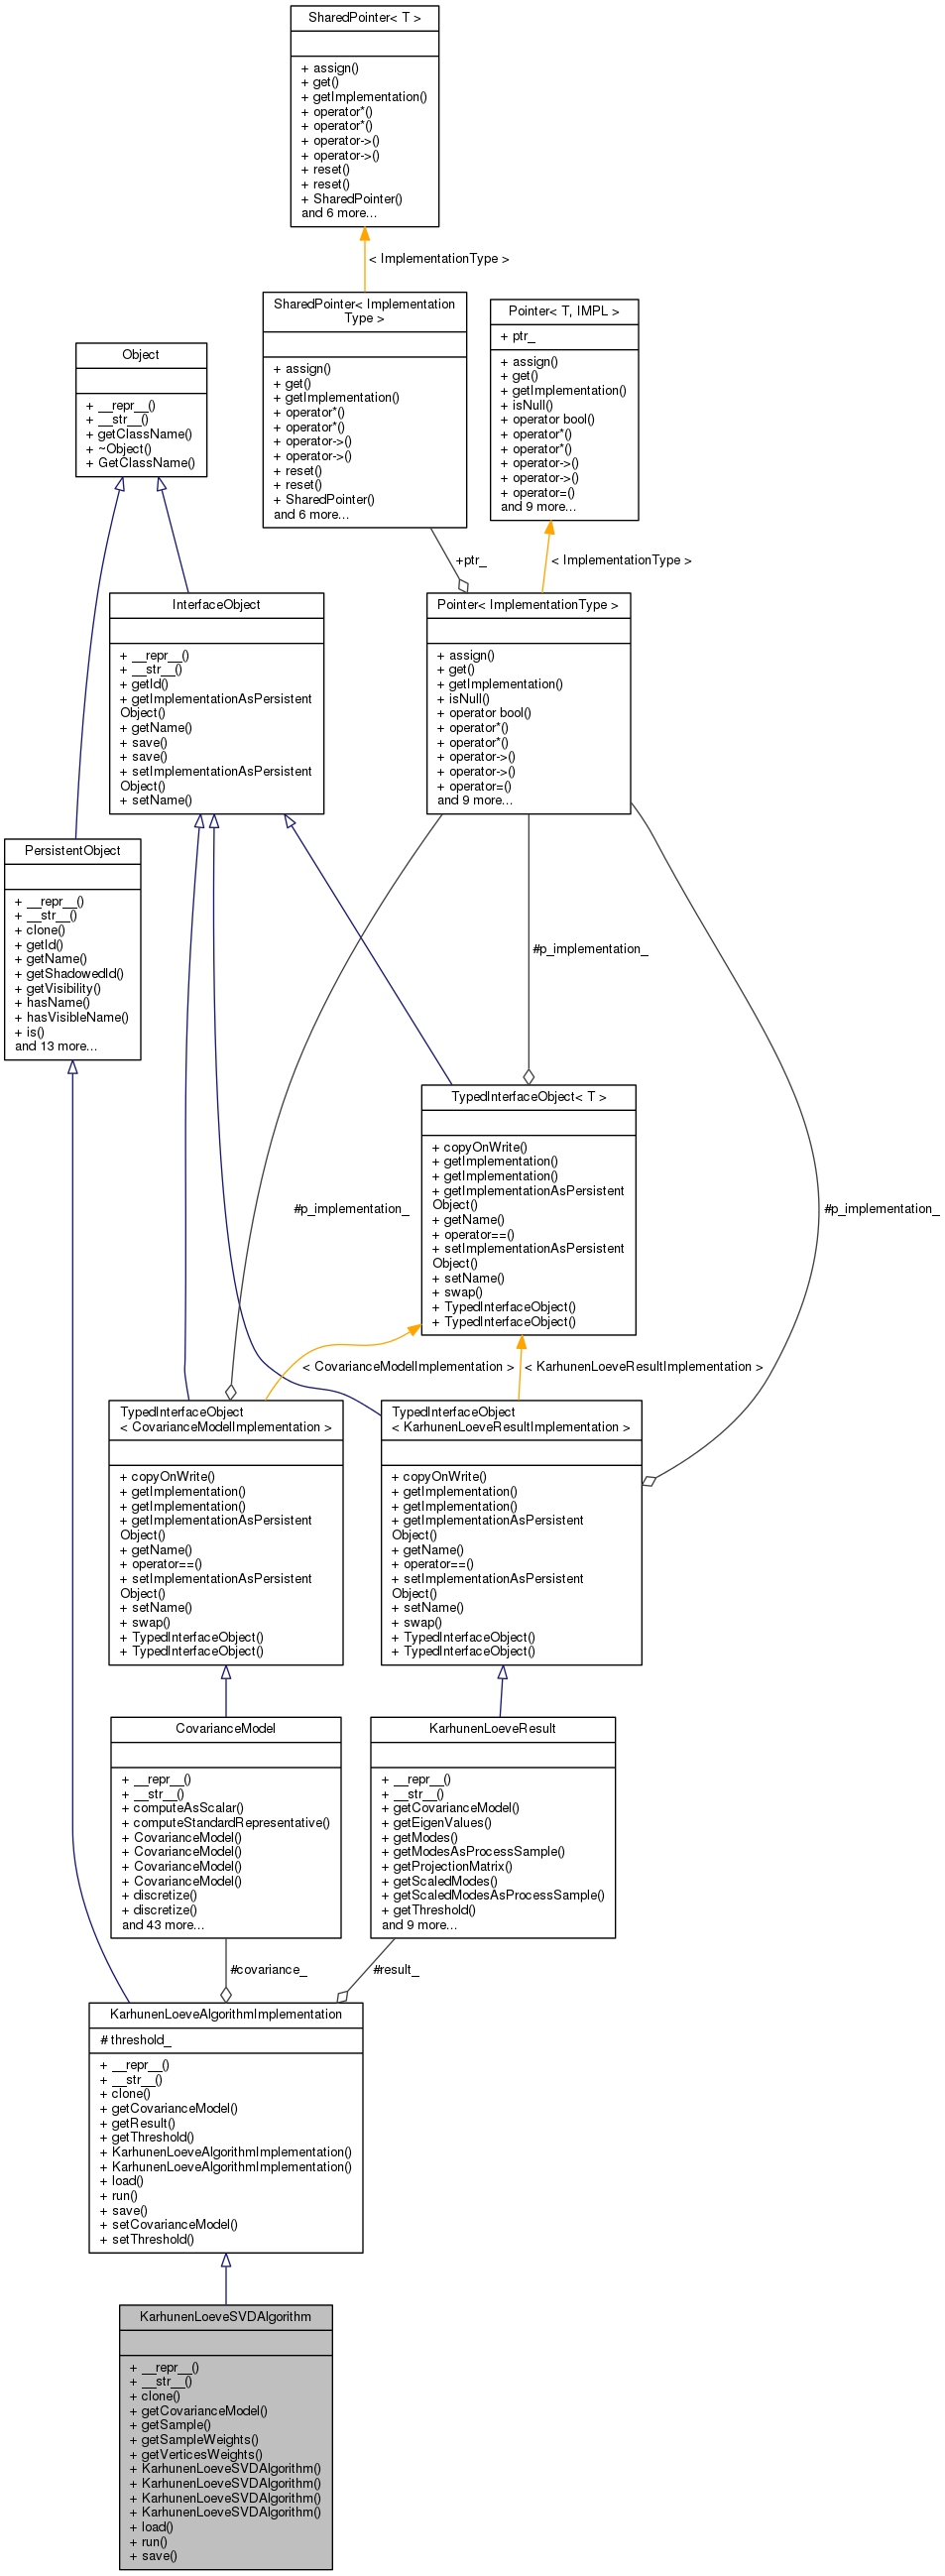 SharedPointer< T >
+ assign()
+ get()
+ getImplementation()
+ operator*()
+ operator*()
+ operator->()
+ operator->()
+ reset()
+ reset()
+ SharedPointer()
and 6 more...
< ImplementationType >
SharedPointer< Implementation
Type >
+ assign()
+ get()
+ getImplementation()
+ operator*()
+ operator*()
+ operator->()
+ operator->()
+ reset()
+ reset()
+ SharedPointer()
and 6 more...
Pointer< T, IMPL >
+ ptr_
+ assign()
+ get()
+ getImplementation()
+ isNull()
+ operator bool()
+ operator*()
+ operator*()
+ operator->()
+ operator->()
+ operator=()
and 9 more...
Object
+ __repr__()
+ __str__()
+ getClassName()
+ ~Object()
+ GetClassName()
+ptr_
< ImplementationType >
InterfaceObject
+ __repr__()
+ __str__()
+ getId()
+ getImplementationAsPersistent
Object()
+ getName()
+ save()
+ save()
+ setImplementationAsPersistent
Object()
+ setName()
Pointer< ImplementationType >
+ assign()
+ get()
+ getImplementation()
+ isNull()
+ operator bool()
+ operator*()
+ operator*()
+ operator->()
+ operator->()
+ operator=()
and 9 more...
PersistentObject
+ __repr__()
+ __str__()
+ clone()
+ getId()
+ getName()
+ getShadowedId()
+ getVisibility()
+ hasName()
+ hasVisibleName()
+ is()
and 13 more...
#p_implementation_
TypedInterfaceObject< T >
+ copyOnWrite()
+ getImplementation()
+ getImplementation()
+ getImplementationAsPersistent
Object()
+ getName()
+ operator==()
+ setImplementationAsPersistent
Object()
+ setName()
+ swap()
+ TypedInterfaceObject()
+ TypedInterfaceObject()
#p_implementation_
#p_implementation_
< CovarianceModelImplementation >
< KarhunenLoeveResultImplementation >
TypedInterfaceObject
< CovarianceModelImplementation >
+ copyOnWrite()
+ getImplementation()
+ getImplementation()
+ getImplementationAsPersistent
Object()
+ getName()
+ operator==()
+ setImplementationAsPersistent
Object()
+ setName()
+ swap()
+ TypedInterfaceObject()
+ TypedInterfaceObject()
TypedInterfaceObject
< KarhunenLoeveResultImplementation >
+ copyOnWrite()
+ getImplementation()
+ getImplementation()
+ getImplementationAsPersistent
Object()
+ getName()
+ operator==()
+ setImplementationAsPersistent
Object()
+ setName()
+ swap()
+ TypedInterfaceObject()
+ TypedInterfaceObject()
CovarianceModel
+ __repr__()
+ __str__()
+ computeAsScalar()
+ computeStandardRepresentative()
+ CovarianceModel()
+ CovarianceModel()
+ CovarianceModel()
+ CovarianceModel()
+ discretize()
+ discretize()
and 43 more...
KarhunenLoeveResult
+ __repr__()
+ __str__()
+ getCovarianceModel()
+ getEigenValues()
+ getModes()
+ getModesAsProcessSample()
+ getProjectionMatrix()
+ getScaledModes()
+ getScaledModesAsProcessSample()
+ getThreshold()
and 9 more...
#covariance_
#result_
KarhunenLoeveAlgorithmImplementation
# threshold_
+ __repr__()
+ __str__()
+ clone()
+ getCovarianceModel()
+ getResult()
+ getThreshold()
+ KarhunenLoeveAlgorithmImplementation()
+ KarhunenLoeveAlgorithmImplementation()
+ load()
+ run()
+ save()
+ setCovarianceModel()
+ setThreshold()
KarhunenLoeveSVDAlgorithm
+ __repr__()
+ __str__()
+ clone()
+ getCovarianceModel()
+ getSample()
+ getSampleWeights()
+ getVerticesWeights()
+ KarhunenLoeveSVDAlgorithm()
+ KarhunenLoeveSVDAlgorithm()
+ KarhunenLoeveSVDAlgorithm()
+ KarhunenLoeveSVDAlgorithm()
+ load()
+ run()
+ save()